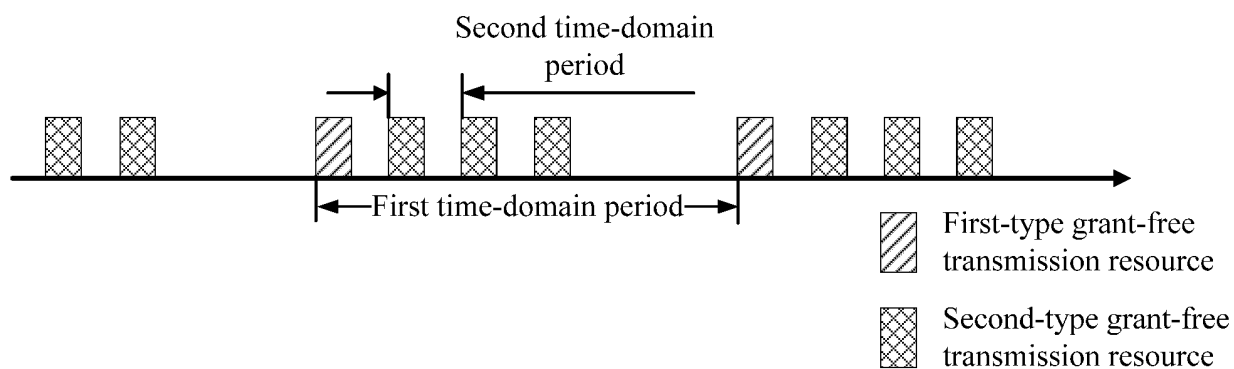 Second time-domain
period
First time-domain period
First-type grant-free
transmission resource
Second-type grant-free
transmission resource